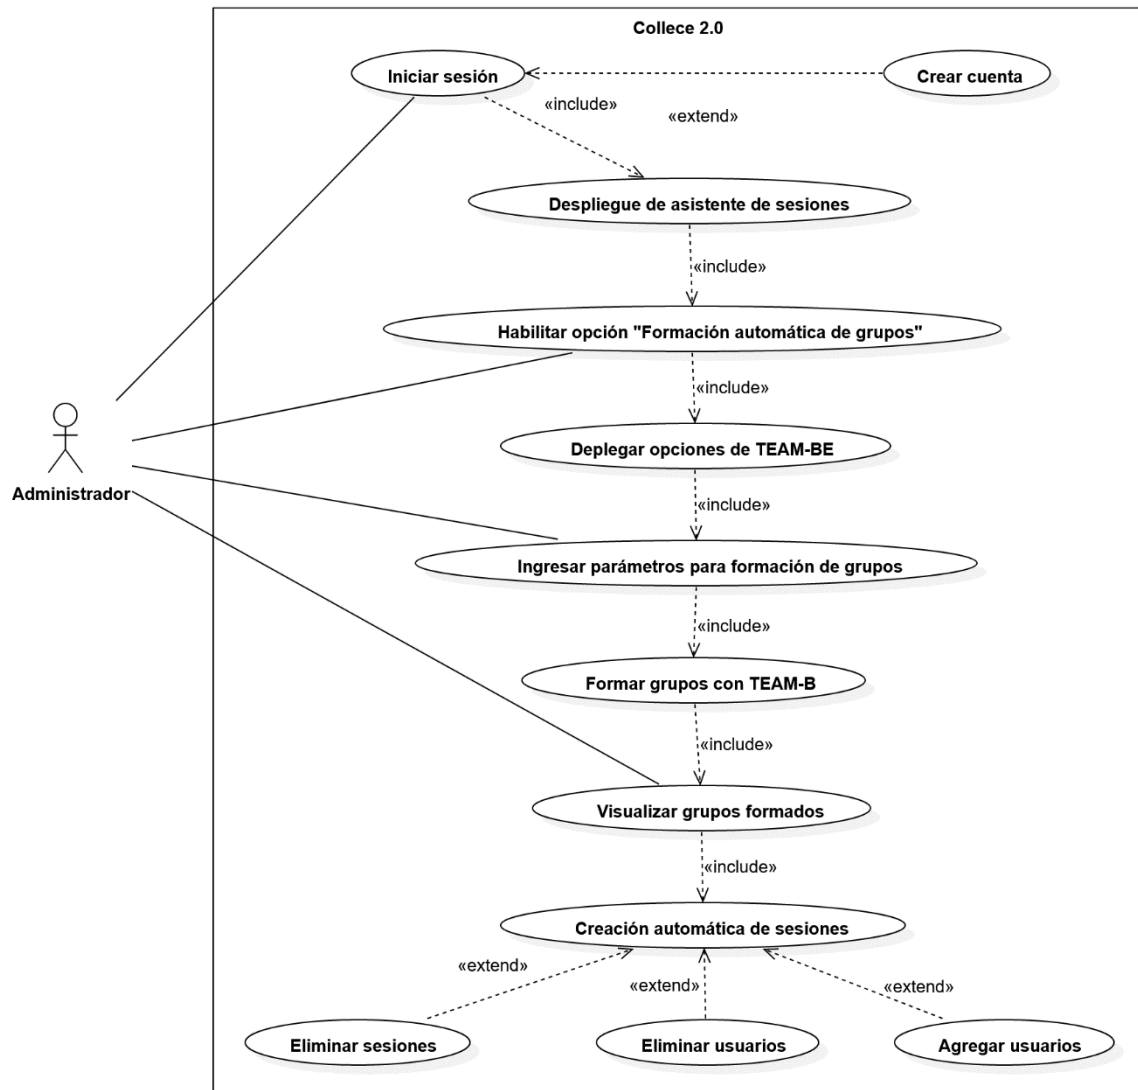 Collece 2.0
Iniciar sesión
Crear cuenta
«include»
«extend»
Despliegue de asistente de sesiones
«include»
Habilitar opción "Formación automática de grupos"
«include»
Deplegar opciones de TEAM-BE
Administrador
«include»
Ingresar parámetros para formación de grupos
«include»
Formar grupos con TEAM-B
«include»
Visualizar grupos formados
«include»
Creación automática de sesiones
«extend»
«extend»
«extend»
Eliminar sesiones
Eliminar usuarios
Agregar usuarios